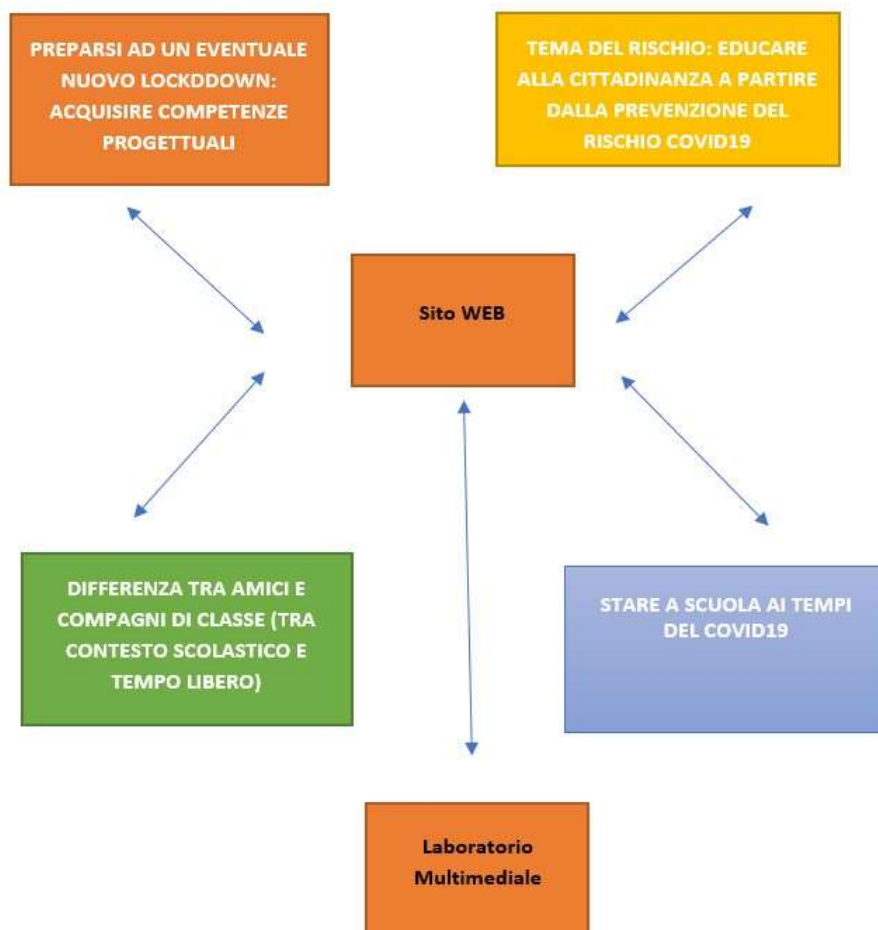 PREPARSI AD UN EVENTUALE
NUOVO LOCKDDOWN:
ACQUISIRE COMPETENZE
PROGETTUALI
TEMA DEL RISCHIO: EDUCARE
ALLA CITTADINANZA A PARTIRE
DALLA PREVENZIONE DEL
RISCHIO COVID19
Sito WEB
DIFFERENZA TRA AMICI E
COMPAGNI DI CLASSE (TRA
CONTESTO SCOLASTICO E
TEMPO LIBERO)
STARE A SCUOLA AI TEMPI
DEL COVID19
Laboratorio
Multimediale